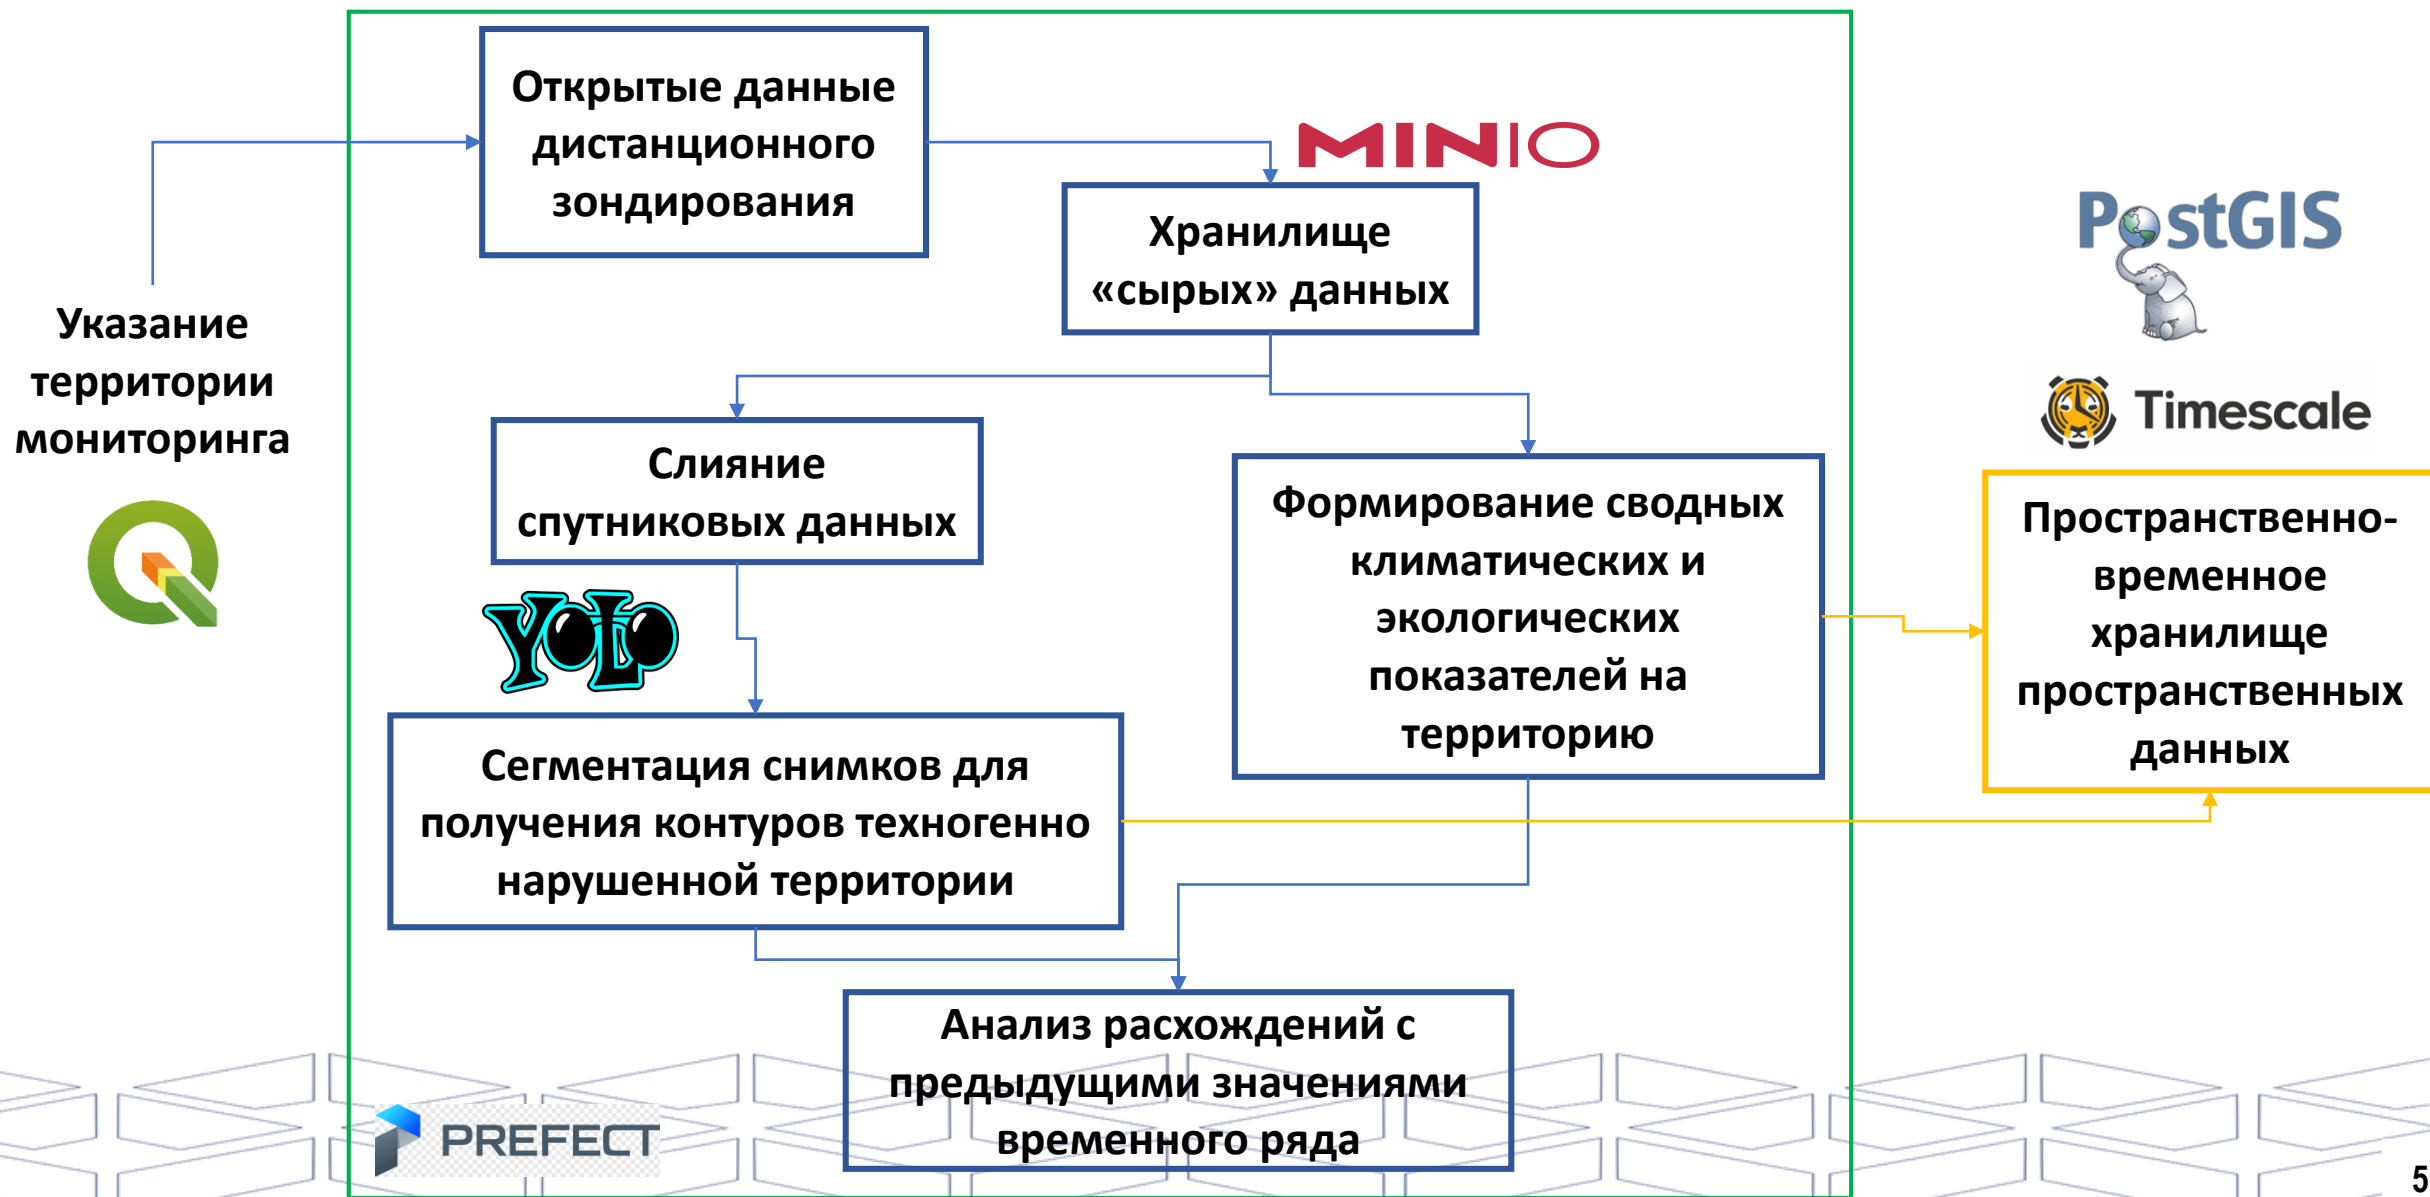 Открытые данные
дистанционного
зондирования
MINIO
Хранилище
«сырых» данных
PostGIS
Timescale
Указание
территории
мониторинга
Слияние
спутниковых данных
YOLO
Формирование сводных
климатических и
экологических
показателей на
территорию
Пространственно-
временное
хранилище
пространственных
данных
Сегментация снимков для
получения контуров техногенно
нарушенной территории
Анализ расхождений с
предыдущими значениями
временного ряда
PREFECT
5